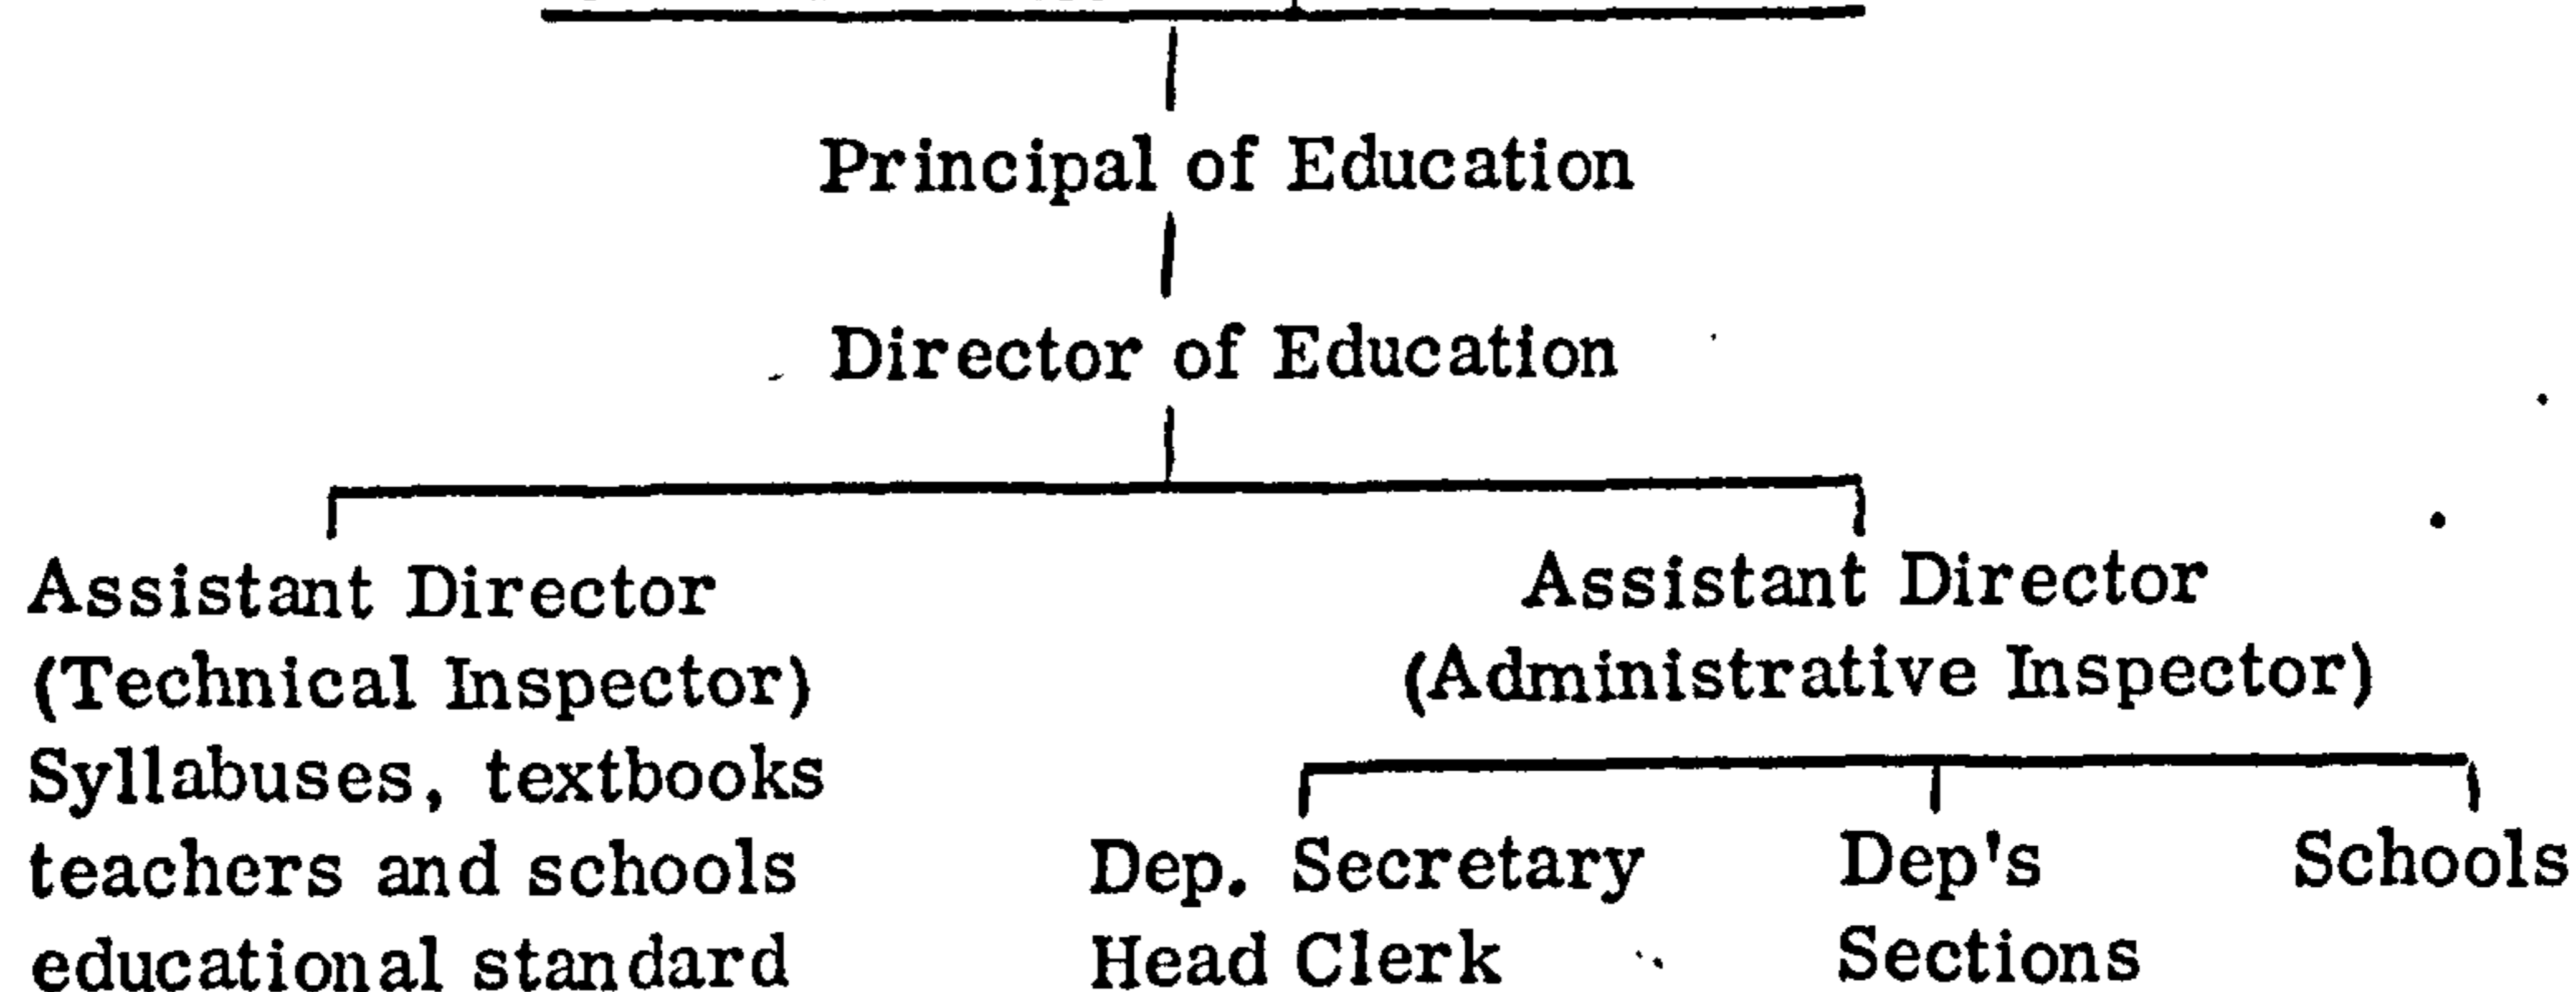 Principal of Education
Director of Education
Assistant Director
(Technical Inspector)
Syllabuses, textbooks
teachers and schools
educational standard
Assistant Director
(Administrative Inspector)
Dep. Secretary
Head Clerk
Dep's
Sections
Schools